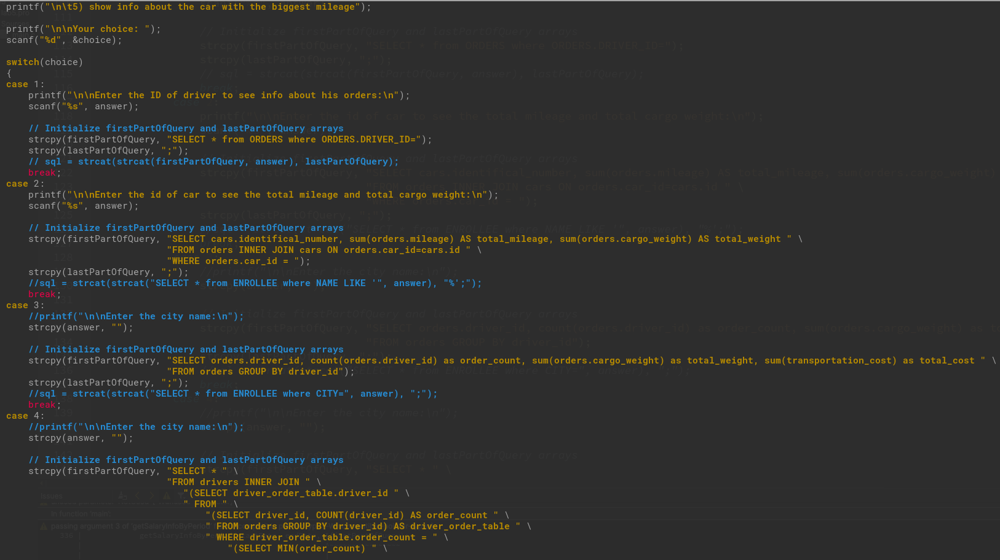 printf("\n\t5) show info about the car with the biggest mileage");

printf("\n\nYour choice: ");
scanf("%d", &choice);

switch(choice)
{
case 1:
    printf("\n\nEnter the ID of driver to see info about his orders:\n");
    scanf("%s", answer);

    // Initialize firstPartOfQuery and lastPartOfQuery arrays
    strcpy(firstPartOfQuery, "SELECT * from ORDERS where ORDERS.DRIVER_ID=");
    strcpy(lastPartOfQuery, ";");
    // sql = strcat(strcat(firstPartOfQuery, answer), lastPartOfQuery);
    break;
case 2:
    printf("\n\nEnter the id of car to see the total mileage and total cargo weight:\n");
    scanf("%s", answer);

    // Initialize firstPartOfQuery and lastPartOfQuery arrays
    strcpy(firstPartOfQuery, "SELECT cars.identifical_number, sum(orders.mileage) AS total_mileage, sum(orders.cargo_weight) AS total_weight " \
                             "FROM orders INNER JOIN cars ON orders.car_id=cars.id " \
                             "WHERE orders.car_id = ");
    strcpy(lastPartOfQuery, ";");
    //sql = strcat(strcat("SELECT * from ENROLLEE where NAME LIKE '", answer), "%';");
    break;
case 3:
    //printf("\n\nEnter the city name:\n");
    strcpy(answer, "");

    // Initialize firstPartOfQuery and lastPartOfQuery arrays
    strcpy(firstPartOfQuery, "SELECT orders.driver_id, count(orders.driver_id) as order_count, sum(orders.cargo_weight) as total_weight, sum(transportation_cost) as total_cost " \
                             "FROM orders GROUP BY driver_id");
    strcpy(lastPartOfQuery, ";");
    //sql = strcat(strcat("SELECT * from ENROLLEE where CITY=", answer), ";");
    break;
case 4:
    //printf("\n\nEnter the city name:\n");
    strcpy(answer, "");

    // Initialize firstPartOfQuery and lastPartOfQuery arrays
    strcpy(firstPartOfQuery, "SELECT * " \
                             "FROM drivers INNER JOIN " \
                                "(SELECT driver_order_table.driver_id " \
                                " FROM " \
                                    "(SELECT driver_id, COUNT(driver_id) AS order_count " \
                                    " FROM orders GROUP BY driver_id) AS driver_order_table " \
                                    " WHERE driver_order_table.order_count = " \
                                        "(SELECT MIN(order_count) " \